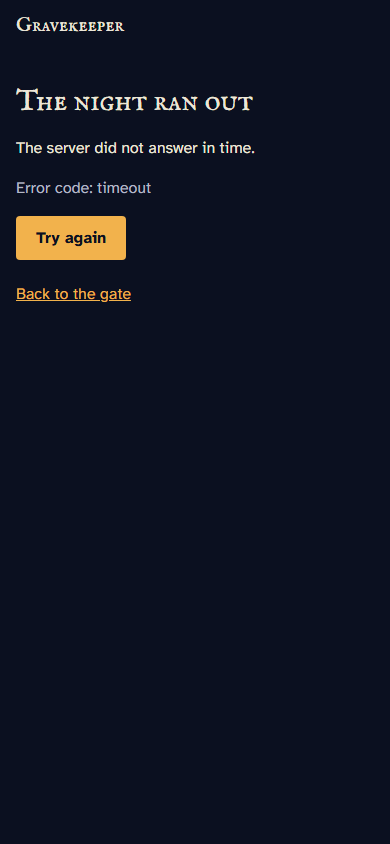 Gravekeeper
The night ran out
The server did not answer in time.
Error code: timeout
Try again
Back to the gate